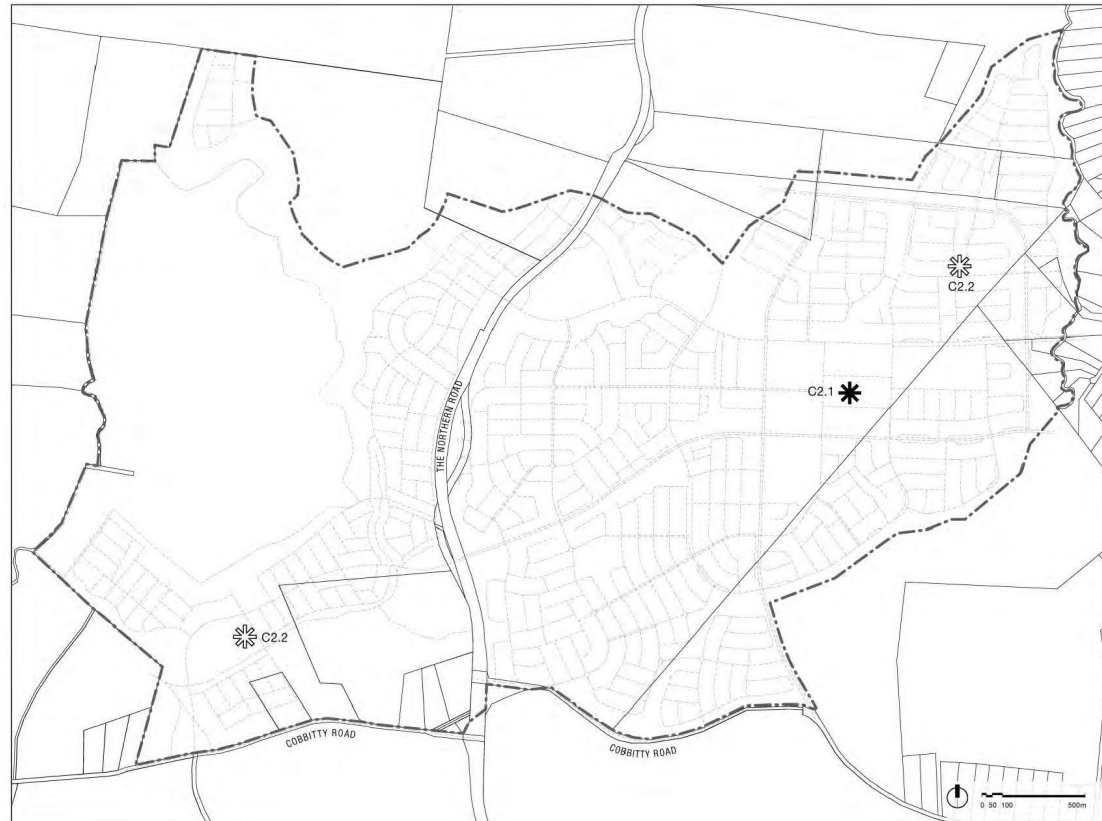 C2.2
C2.1
THE NORTHERN ROAD
C2.2
COBBITTY ROAD
COBBITTY ROAD
0 50 100 500m